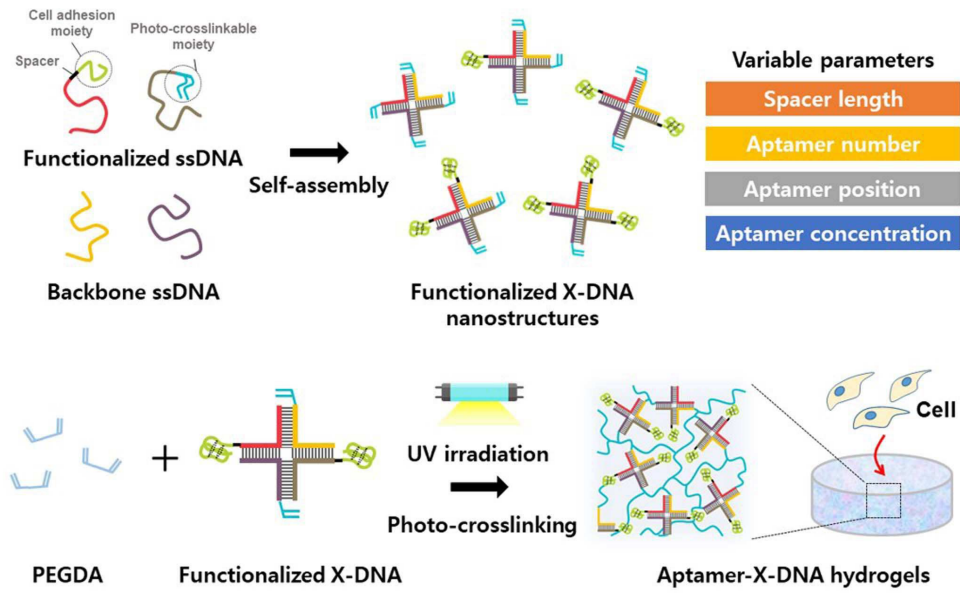 Cell adhesion
moiety
Photo-crosslinkable
moiety
Spacer
Functionalized ssDNA
Self-assembly
Backbone ssDNA
Functionalized X-DNA
nanostructures
Variable parameters
Spacer length
Aptamer number
Aptamer position
Aptamer concentration
PEGDA
+
Functionalized X-DNA
UV irradiation
Photo-crosslinking
Cell
Aptamer-X-DNA hydrogels